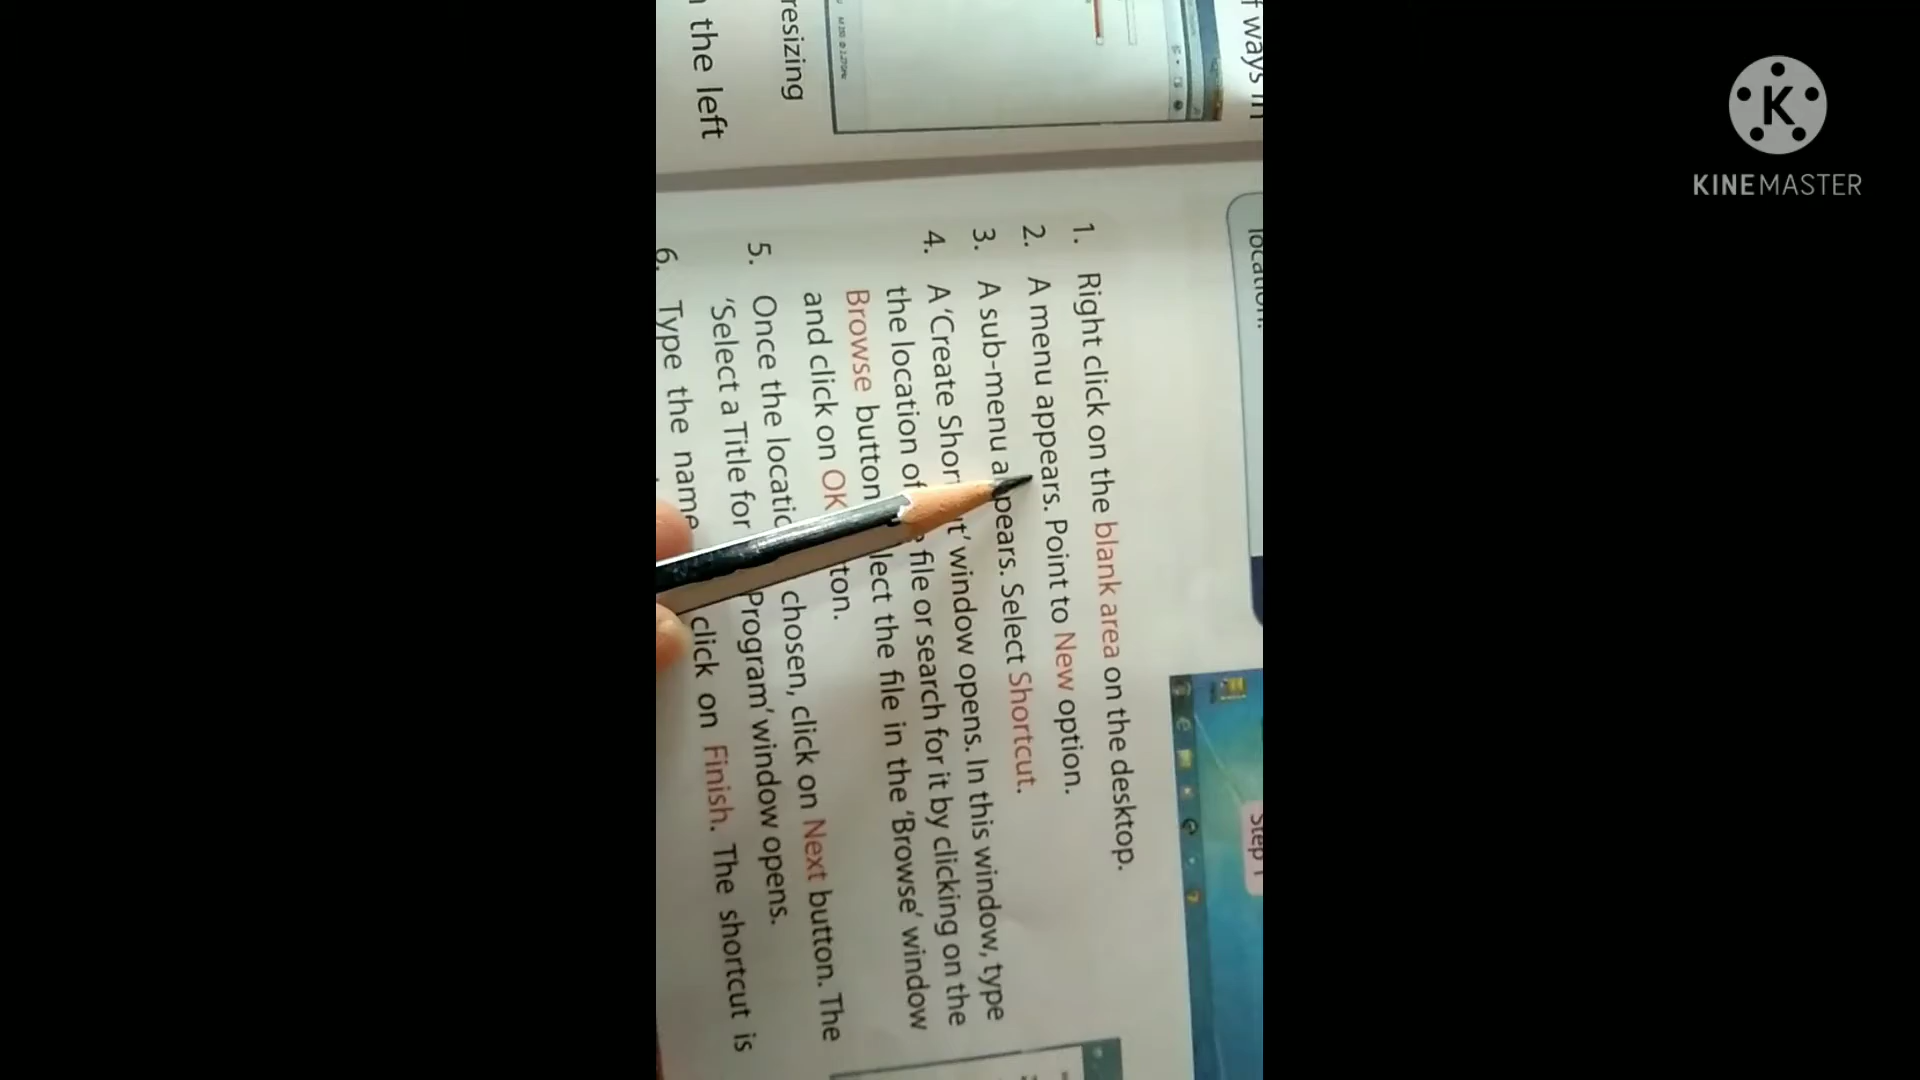 f ways in
resizing
the left
location.
Step 1
1. Right click on the blank area on the desktop.
2. A menu appears. Point to New option.
3. A sub-menu appears. Select Shortcut.
4. A ‘Create Shortcut’ window opens. In this window, type
the location of file or search for it by clicking on the
Browse button lect the file in the ‘Browse’ window
and click on OK ton.
5. Once the locatio chosen, click on Next button. The
‘Select a Title for Program’ window opens.
6. Type the name click on Finish. The shortcut is
K
KINEMASTER